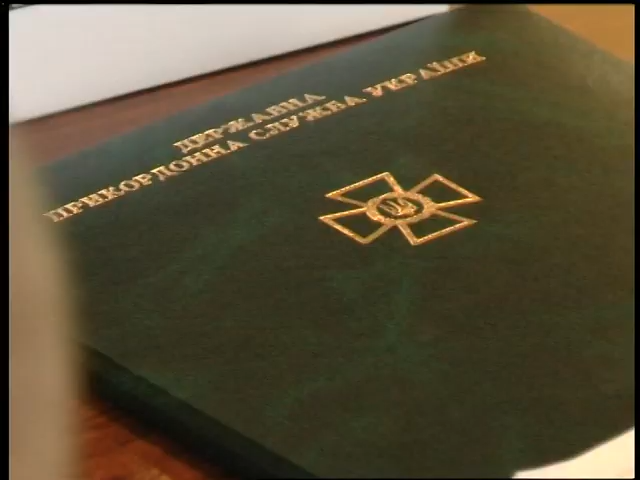 ДЕРЖАВНА
ПРИКОРДОННА СЛУЖБА УКРАЇНИ